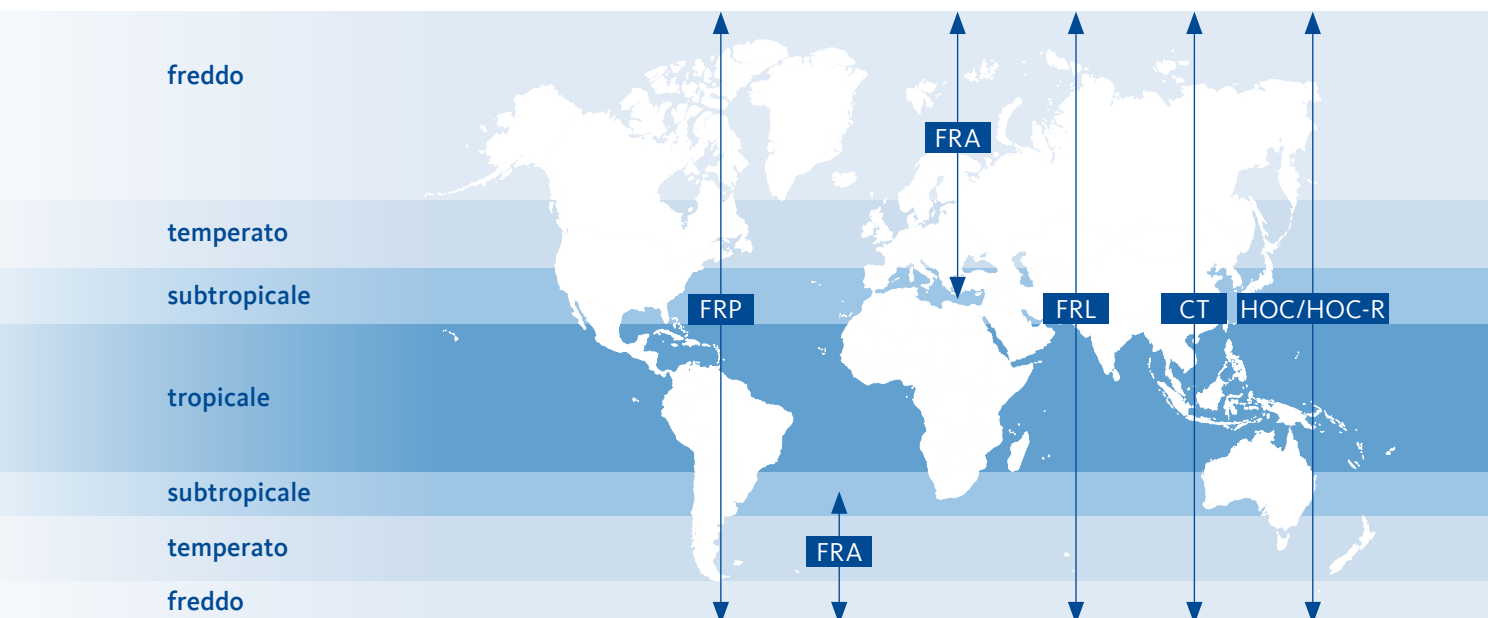 freddo
FRA
temperato
subtropicale
FRP
FRL
CT
HOC/HOC-R
tropicale
subtropicale
temperato
FRA
freddo